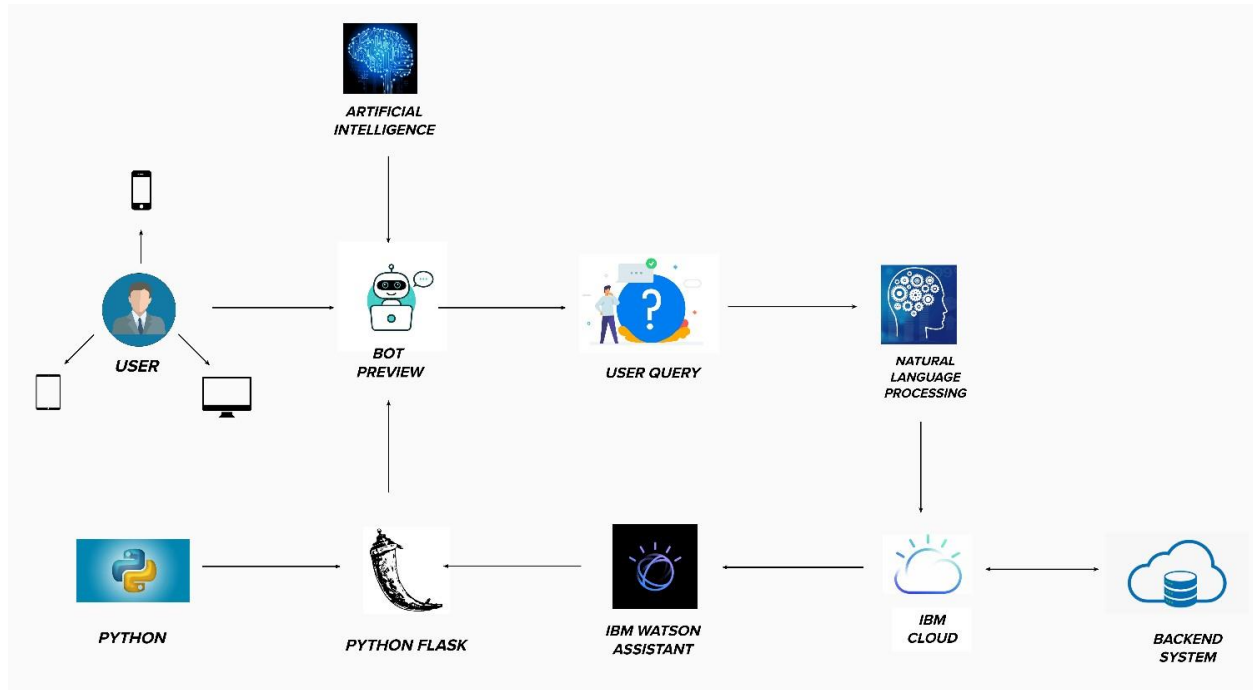 ARTIFICIAL
INTELLIGENCE
USER
BOT
PREVIEW
USER QUERY
NATURAL
LANGUAGE
PROCESSING
PYTHON
PYTHON FLASK
IBM WATSON
ASSISTANT
IBM
CLOUD
BACKEND
SYSTEM